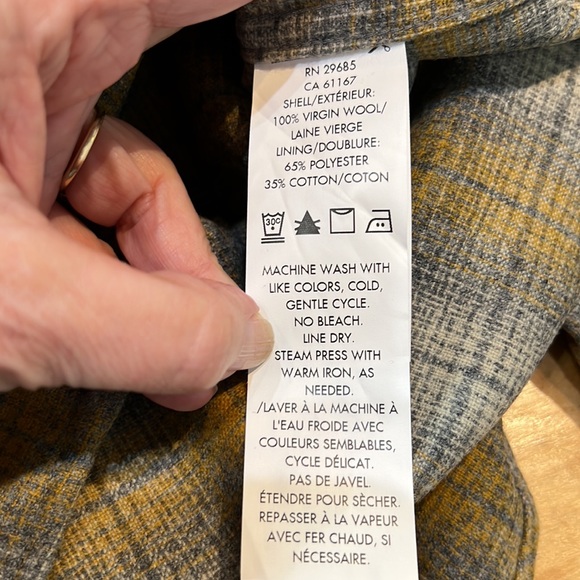 RN 29685
CA 61167
SHELL/EXTÉRIEUR:
100% VIRGIN WOOL/
LAINE VIERGE
LINING/DOUBLURE:
65% POLYESTER
35% COTTON/COTON
30C
MACHINE WASH WITH
LIKE COLORS, COLD,
GENTLE CYCLE.
NO BLEACH.
LINE DRY.
STEAM PRESS WITH
WARM IRON, AS
NEEDED.
/LAVER À LA MACHINE À
L'EAU FROIDE AVEC
COULEURS SEMBLABLES,
CYCLE DÉLICAT.
PAS DE JAVEL.
ÉTENDRE POUR SÈCHER.
REPASSER À LA VAPEUR
AVEC FER CHAUD, SI
NÉCESSAIRE.